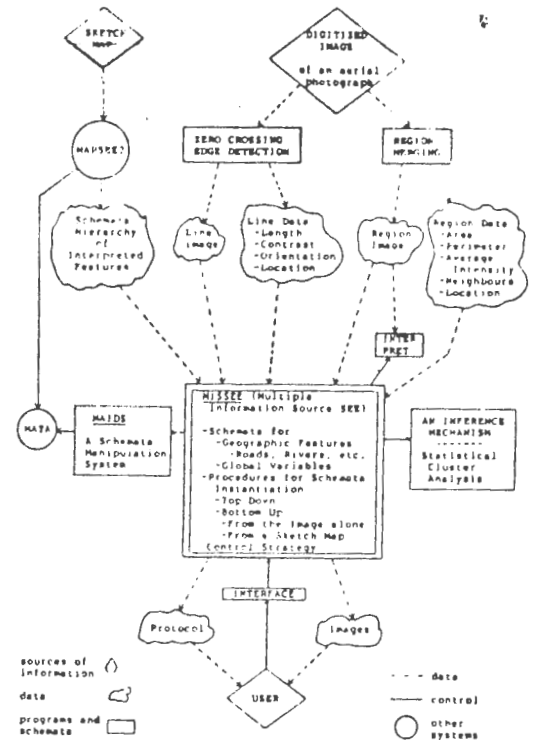 SKETCH
MAP
DIGITISED
IMAGE
of an aerial
photograph
MAPSEE2
ZERO CROSSING
EDGE DETECTION
REGION
MERGING
Schemata
Hierarchy
of
Interpreted
Features
Line
image
Line Data
-Length
-Contrast
-Orientation
-Location
Region
Image
Region Data
-Area
-Perimeter
-Average
Intensity
-Neighbours
-Location
INTER
PRET
MISSEE (Multiple
Information Source SEE)
-Schemata for
-Geographic Features
-Roads, Rivers, etc.
-Global Variables
-Procedures for Schemata
Instantiation
-Top Down
-Bottom Up
-From the Image alone
-From a Sketch Map
Control Strategy
MAYA
MAIDS
A Schemata
Manipulation
System
AN INFERENCE
MECHANISM
-------
Statistical
Cluster
Analysis
INTERFACE
Protocol
Images
USER
sources of
information
data
programs and
schemata
data
control
other
systems